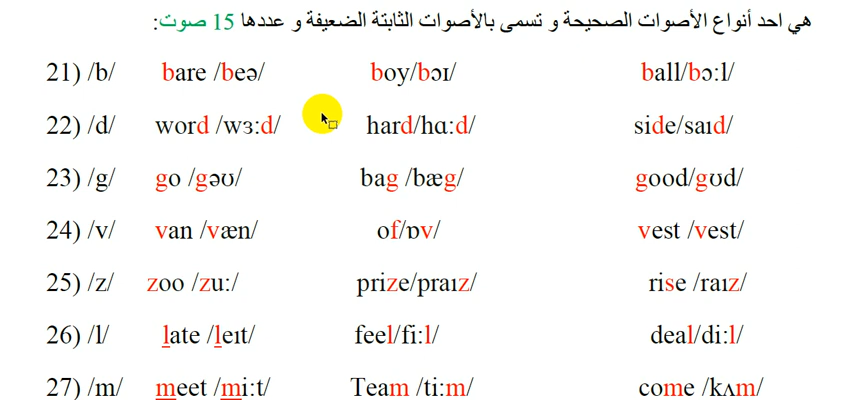 هي احد أنواع الأصوات الصحيحة و تسمى بالأصوات الثابتة الضعيفة و عددها 15 صوت:
21) /b/ bare /beə/ boy/bɔɪ/ ball/bɔ:l/
22) /d/ word /wɜ:d/ hard/hɑ:d/ side/saɪd/
23) /g/ go /gəʊ/ bag /bæg/ good/gʊd/
24) /v/ van /væn/ of/ɒv/ vest /vest/
25) /z/ zoo /zu:/ prize/praɪz/ rise /raɪz/
26) /l/ late /leɪt/ feel/fi:l/ deal/di:l/
27) /m/ meet /mi:t/ Team /ti:m/ come /kʌm/